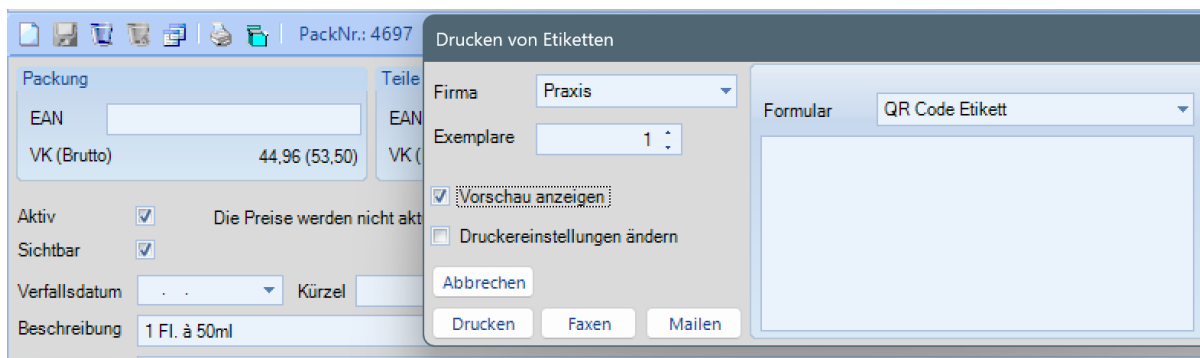 PackNr.: 4697
Packung
EAN
VK (Brutto) 44,96 (53,50)
Teile
EAN
VK (
Aktiv Die Preise werden nicht akt
Sichtbar
Verfallsdatum . . Kürzel
Beschreibung 1 Fl. à 50ml
Drucken von Etiketten
Firma Praxis
Exemplare 1
Vorschau anzeigen
Druckereinstellungen ändern
Abbrechen
Drucken Faxen Mailen
Formular QR Code Etikett